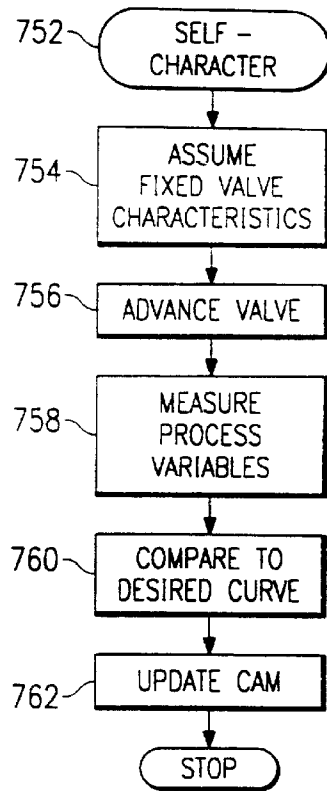 752
SELF -
CHARACTER
754
ASSUME
FIXED VALVE
CHARACTERISTICS
756
ADVANCE VALVE
758
MEASURE
PROCESS
VARIABLES
760
COMPARE TO
DESIRED CURVE
762
UPDATE CAM
STOP